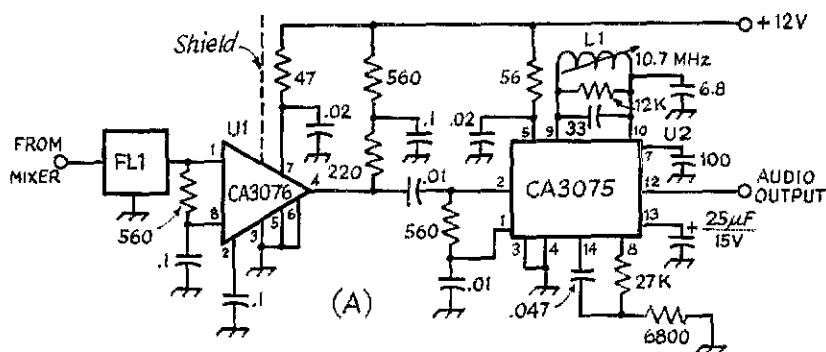 Shield
+12V
L1
10.7 MHz
47
560
56
6.8
12K
.02
.1
.02
33
5
9
10
U2
U1
7
7
100
FROM
MIXER
FL1
1
220
.01
CA3076
4
2
CA3075
12
AUDIO
OUTPUT
8
3
5
6
560
1
13
+ 25µF
15V
560
2
3
4
14
8
.1
.1
(A)
.01
27K
.047
6800